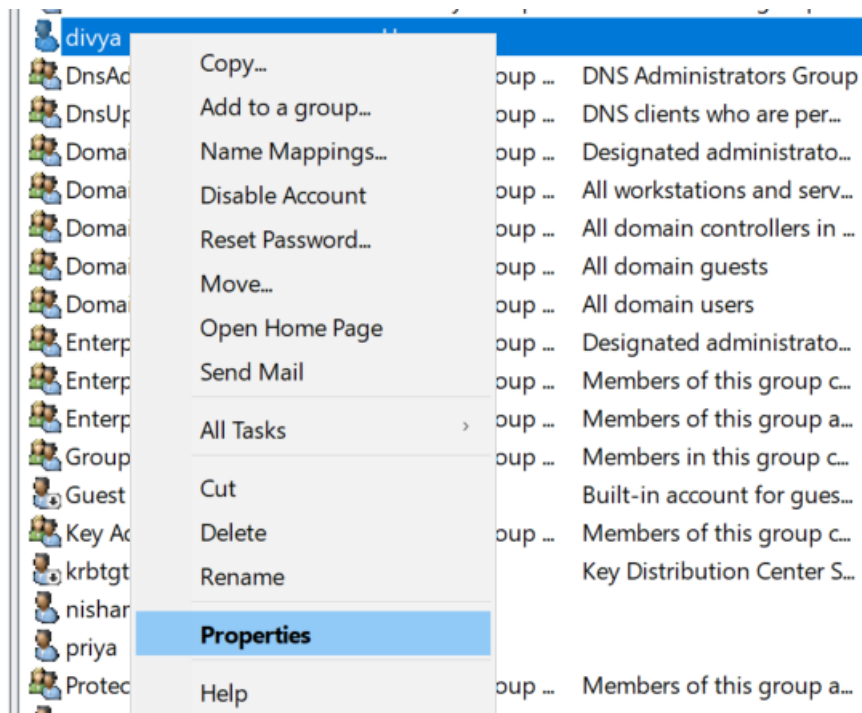 divya
Copy...
DnsAd oup ... DNS Administrators Group
Add to a group...
DnsUp oup ... DNS clients who are per...
Name Mappings...
Domai oup ... Designated administrato...
Disable Account
Domai oup ... All workstations and serv...
Reset Password...
Domai oup ... All domain controllers in ...
Move...
Domai oup ... All domain guests
Domai oup ... All domain users
Open Home Page
Enterp oup ... Designated administrato...
Send Mail
Enterp oup ... Members of this group c...
Enterp oup ... Members of this group a...
All Tasks
Group oup ... Members in this group c...
Cut
Guest Built-in account for gues...
Delete
Key Ad oup ... Members of this group c...
Rename
krbtgt Key Distribution Center S...
nishan
Properties
priya
Protec oup ... Members of this group a...
Help